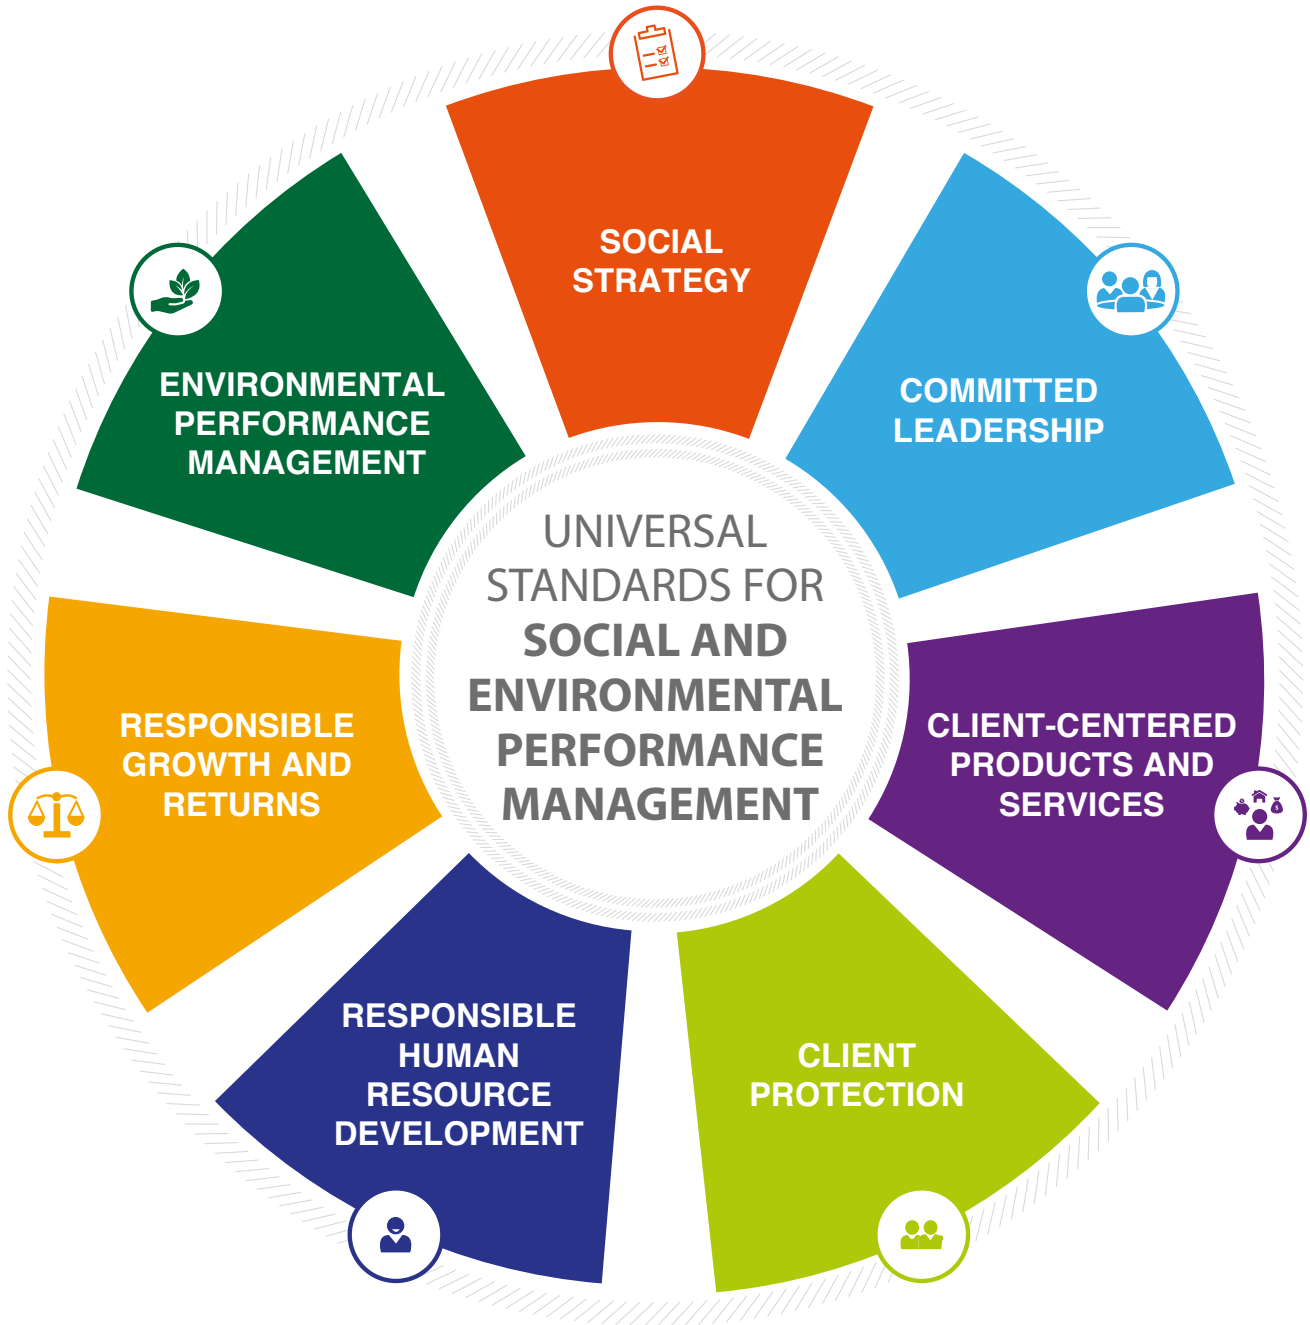 SOCIAL
STRATEGY
COMMITTED
LEADERSHIP
CLIENT-CENTERED
PRODUCTS AND
SERVICES
CLIENT
PROTECTION
RESPONSIBLE
HUMAN
RESOURCE
DEVELOPMENT
RESPONSIBLE
GROWTH AND
RETURNS
ENVIRONMENTAL
PERFORMANCE
MANAGEMENT
UNIVERSAL
STANDARDS FOR
SOCIAL AND
ENVIRONMENTAL
PERFORMANCE
MANAGEMENT